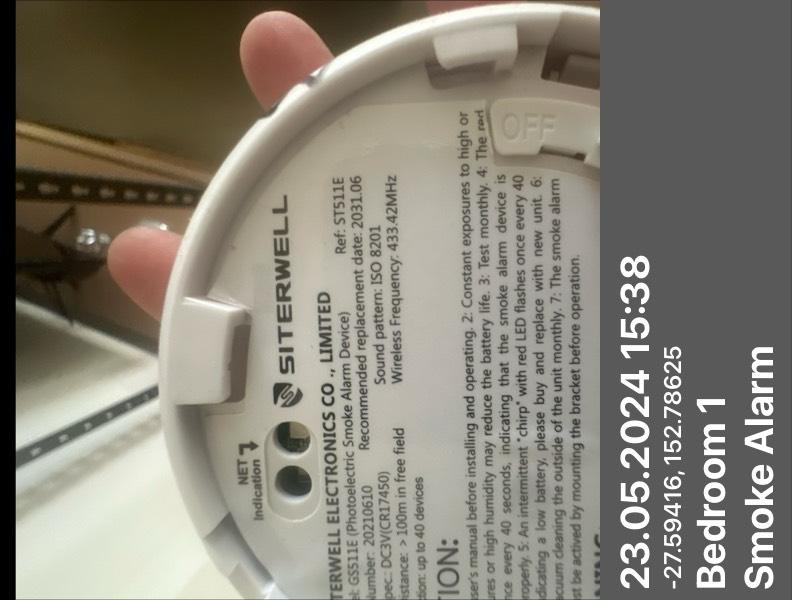 NET
Indication
SITERWELL
TERWELL ELECTRONICS CO ., LIMITED
Ref: ST511E
el: GS511E (Photoelectric Smoke Alarm Device)
Number: 20210610
Recommended replacement date: 2031.06
pec.: DC3V(CR17450)
Sound pattern: ISO 8201
istance: >100m in free field
Wireless Frequency: 433.42MHz
tion: up to 40 devices
TION:
ser's manual before installing and operating. 2: Constant exposures to high or
ures or high humidity may reduce the battery life. 3: Test monthly. 4: The red
nce every 40 seconds, indicating that the smoke alarm device is
roperly. 5: An intermittent "chirp" with red LED flashes once every 40
dicating a low battery, please buy and replace with new unit. 6:
acuum cleaning the outside of the unit monthly. 7: The smoke alarm
st be actived by mounting the bracket before operation.
OFF
23.05.2024 15:38
-27.59416, 152.78625
Bedroom 1
Smoke Alarm